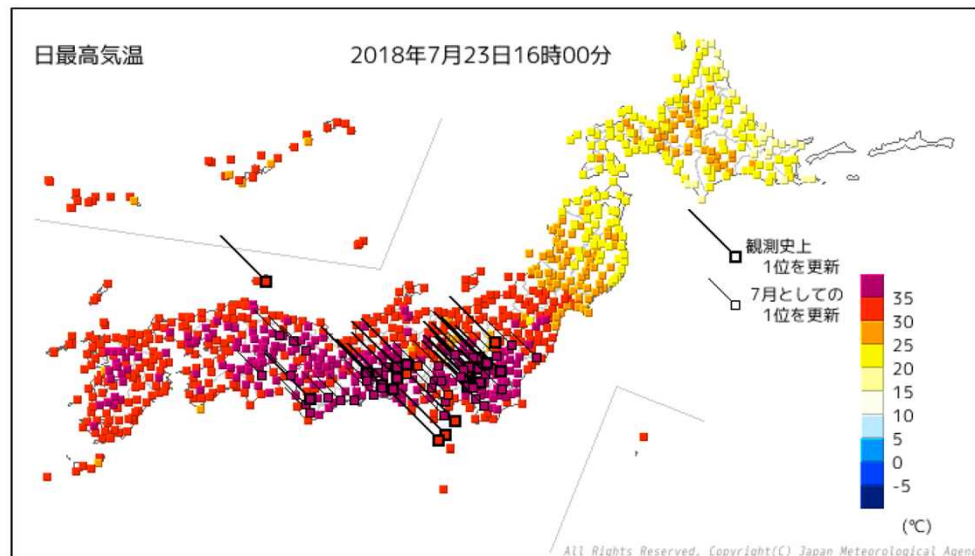 日最高気温
2018年7月23日16時00分
観測史上
1位を更新
7月としての
1位を更新
35
30
25
20
15
10
5
0
-5
(℃)
All Rights Reserved. Copyright(C) Japan Meteorological Agenc